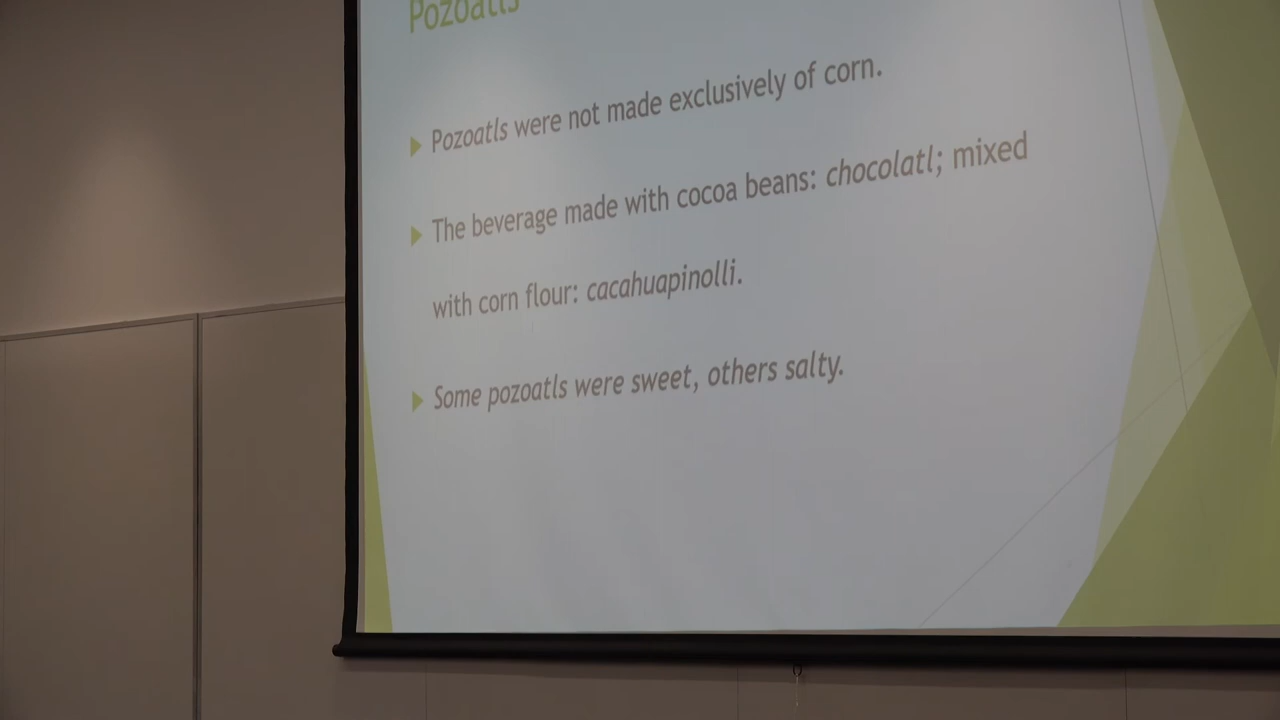 Pozoatls
Pozoatls were not made exclusively of corn.
The beverage made with cocoa beans: chocolatl; mixed
with corn flour: cacahuapinolli.
Some pozoatls were sweet, others salty.